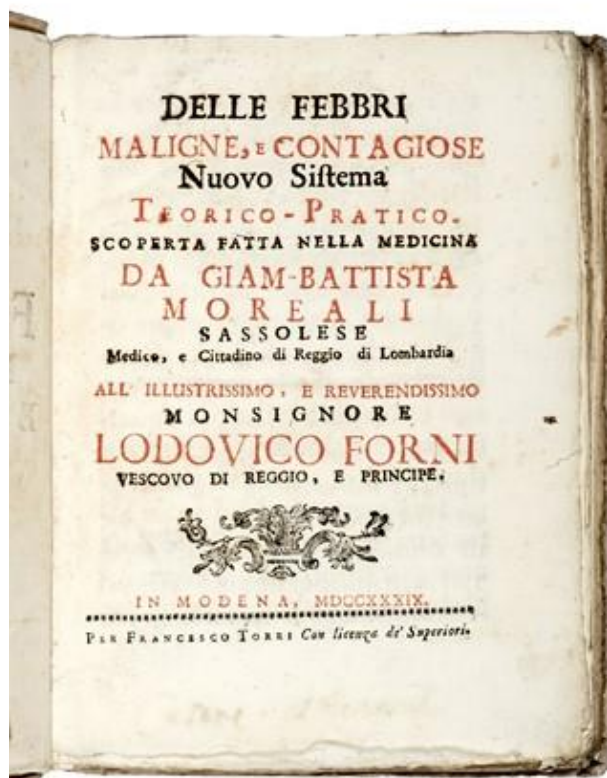 DELLE FEBBRI
MALIGNE, E CONTAGIOSE
Nuovo Siſtema
TEORICO-PRATICO.
SCOPERTA FATTA NELLA MEDICINA
DA GIAM-BATTISTA
MOREALI
SASSOLESE
Medico, e Cittadino di Reggio di Lombardia
ALL' ILLUSTRISSIMO, E REVERENDISSIMO
MONSIGNORE
LODOVICO FORNI
VESCOVO DI REGGIO, E PRINCIPE.
IN MODENA, MDCCXXXIX.
PER FRANCESCO TORRI Con licenza de' Superiori.